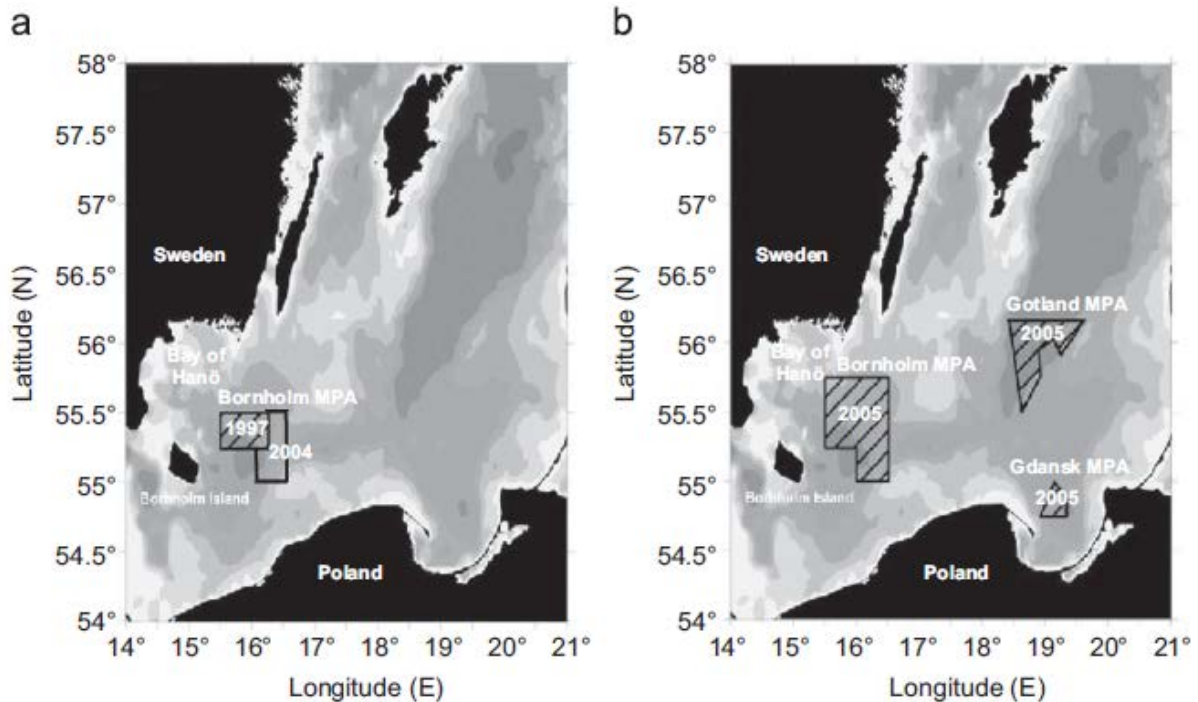 a
58°
57.5°
57°
56.5°
56°
55.5°
55°
54.5°
54°
Latitude (N)
Sweden
Bay of
Hanö
Bornholm MPA
1997
2004
Bornholm Island
Poland
14° 15° 16° 17° 18° 19° 20° 21°
Longitude (E)
b
58°
57.5°
57°
56.5°
56°
55.5°
55°
54.5°
54°
Latitude (N)
Sweden
Gotland MPA
2005
Bay of
Hanö
Bornholm MPA
2005
Gdansk MPA
2005
Bornholm Island
Poland
14° 15° 16° 17° 18° 19° 20° 21°
Longitude (E)